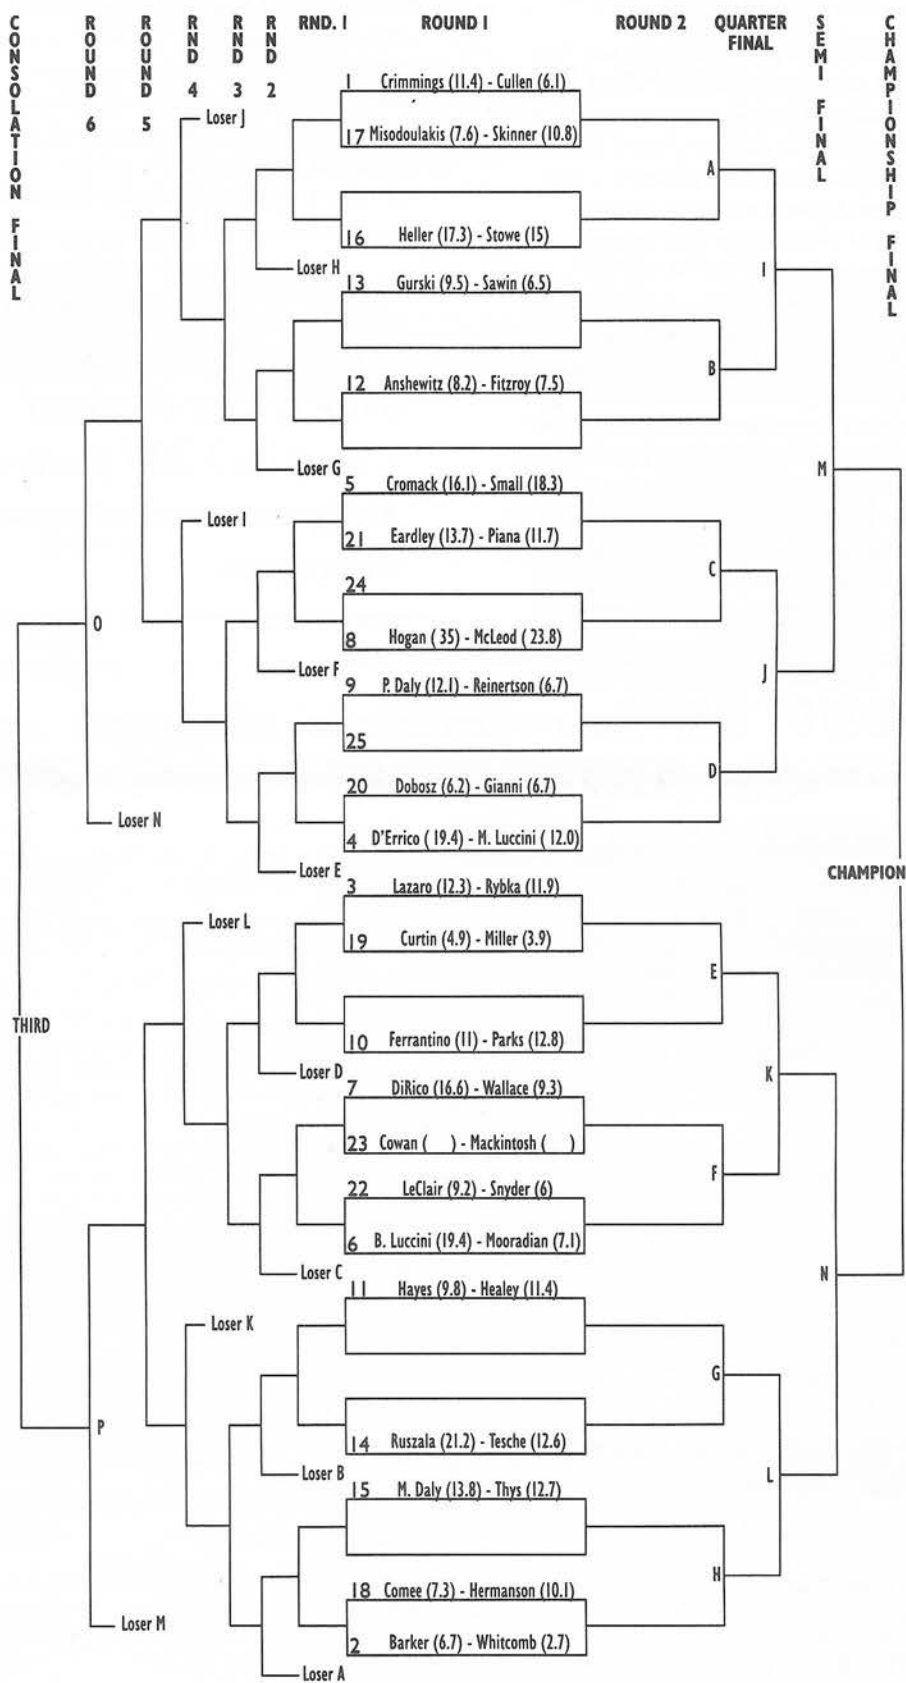 CONSOLATION FINAL
ROUND 6
ROUND 5
RND 4
RND 3
RND 2
RND. 1
ROUND 1
ROUND 2
QUARTER FINAL
SEMI FINAL
CHAMPIONSHIP FINAL
1 Crimmings (11.4) - Cullen (6.1)
Loser J
17 Misodoulakis (7.6) - Skinner (10.8)
A
16 Heller (17.3) - Stowe (15)
Loser H
I
13 Gurski (9.5) - Sawin (6.5)
B
12 Anshewitz (8.2) - Fitzroy (7.5)
Loser G
M
5 Cromack (16.1) - Small (18.3)
Loser I
21 Eardley (13.7) - Piana (11.7)
C
24
O
8 Hogan ( 35) - McLeod ( 23.8)
Loser F
J
9 P. Daly (12.1) - Reinertson (6.7)
25
D
20 Dobosz (6.2) - Gianni (6.7)
Loser N
4 D'Errico ( 19.4) - M. Luccini ( 12.0)
Loser E
CHAMPION
3 Lazaro (12.3) - Rybka (11.9)
Loser L
19 Curtin (4.9) - Miller (3.9)
E
THIRD
10 Ferrantino (11) - Parks (12.8)
Loser D
K
7 DiRico (16.6) - Wallace (9.3)
23 Cowan ( ) - Mackintosh ( )
F
22 LeClair (9.2) - Snyder (6)
6 B. Luccini (19.4) - Mooradian (7.1)
Loser C
N
11 Hayes (9.8) - Healey (11.4)
Loser K
G
P
14 Ruszala (21.2) - Tesche (12.6)
Loser B
L
15 M. Daly (13.8) - Thys (12.7)
H
18 Comee (7.3) - Hermanson (10.1)
Loser M
2 Barker (6.7) - Whitcomb (2.7)
Loser A